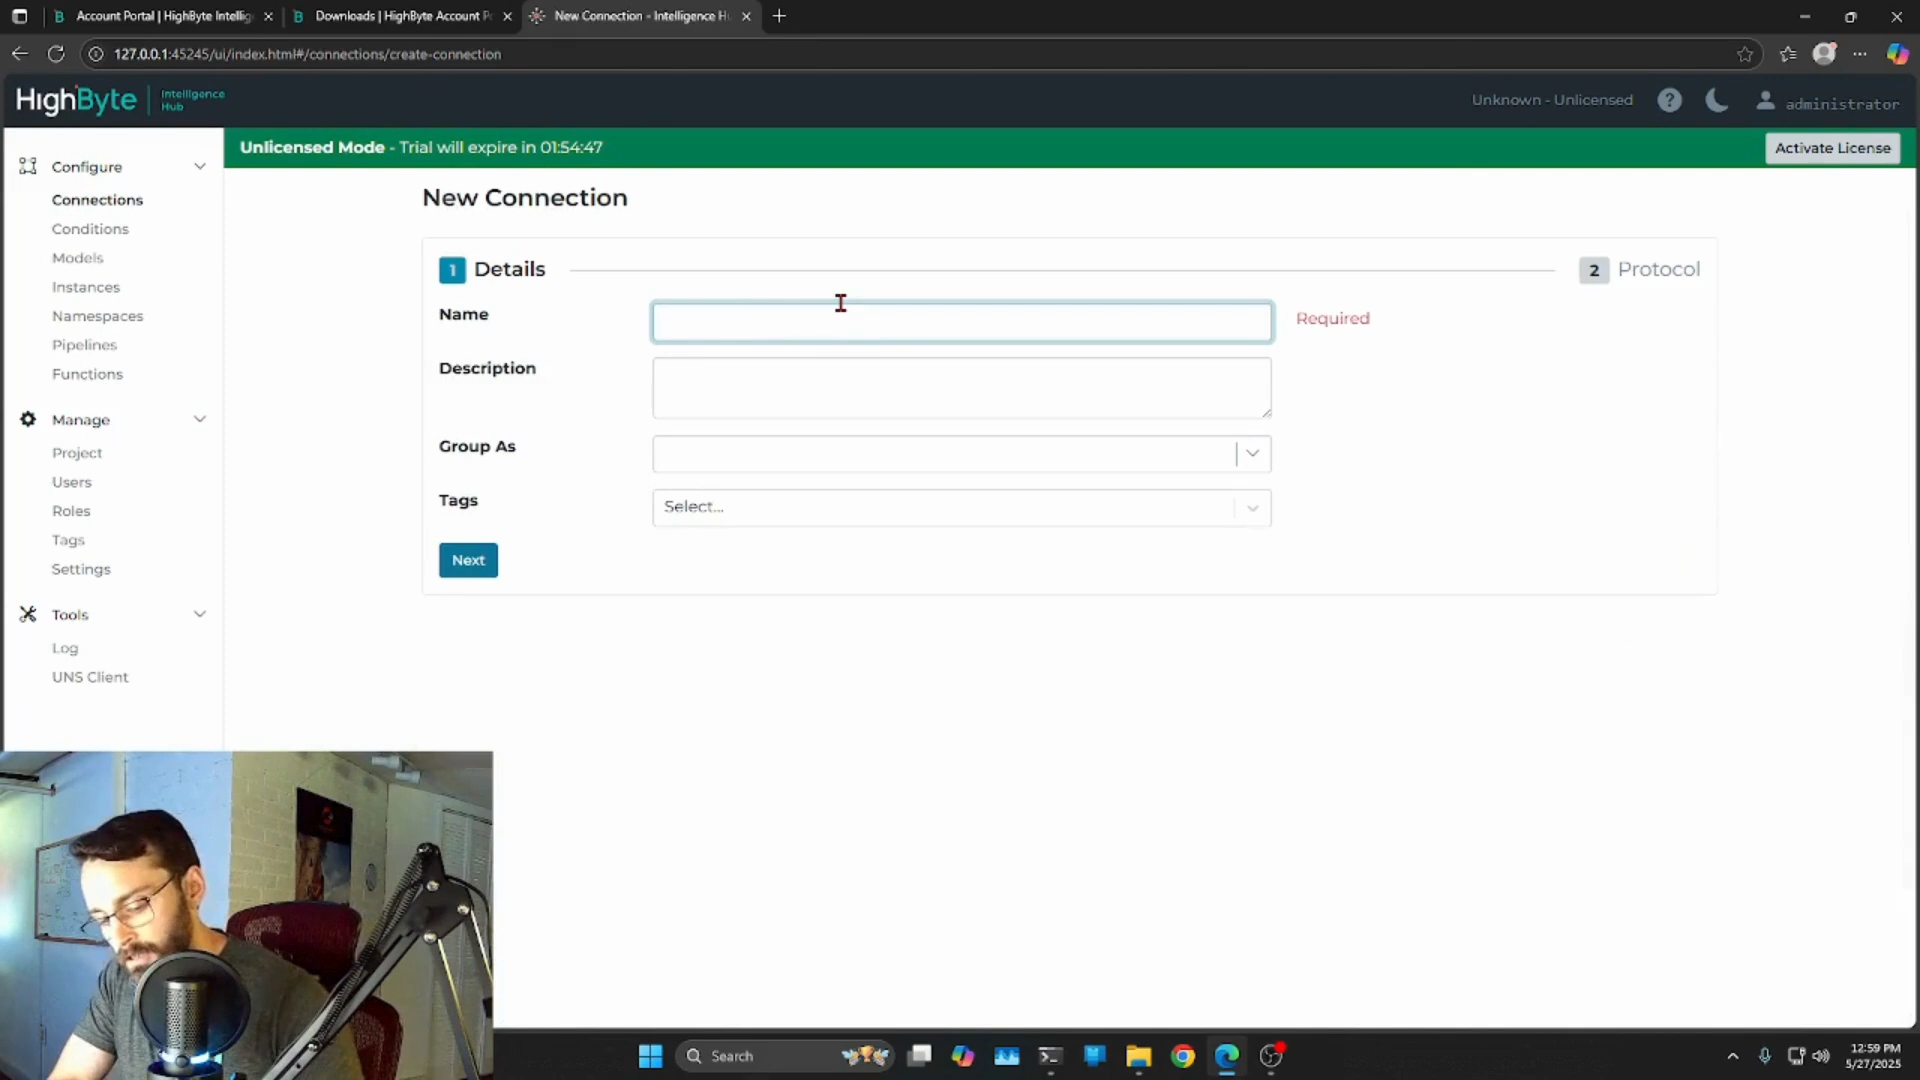 Account Portal | HighByte Intellig
Downloads | HighByte Account P
New Connection - Intelligence H
127.0.0.1:45245/ui/index.html#/connections/create-connection
HighByte
Intelligence
Hub
Unknown - Unlicensed
administrator
Unlicensed Mode - Trial will expire in 01:54:47
Activate License
Configure
Connections
Conditions
Models
Instances
Namespaces
Pipelines
Functions
Manage
Project
Users
Roles
Tags
Settings
Tools
Log
UNS Client
New Connection
1 Details
2 Protocol
Name
Required
Description
Group As
Tags
Select...
Next
Search
12:59 PM
5/27/2025